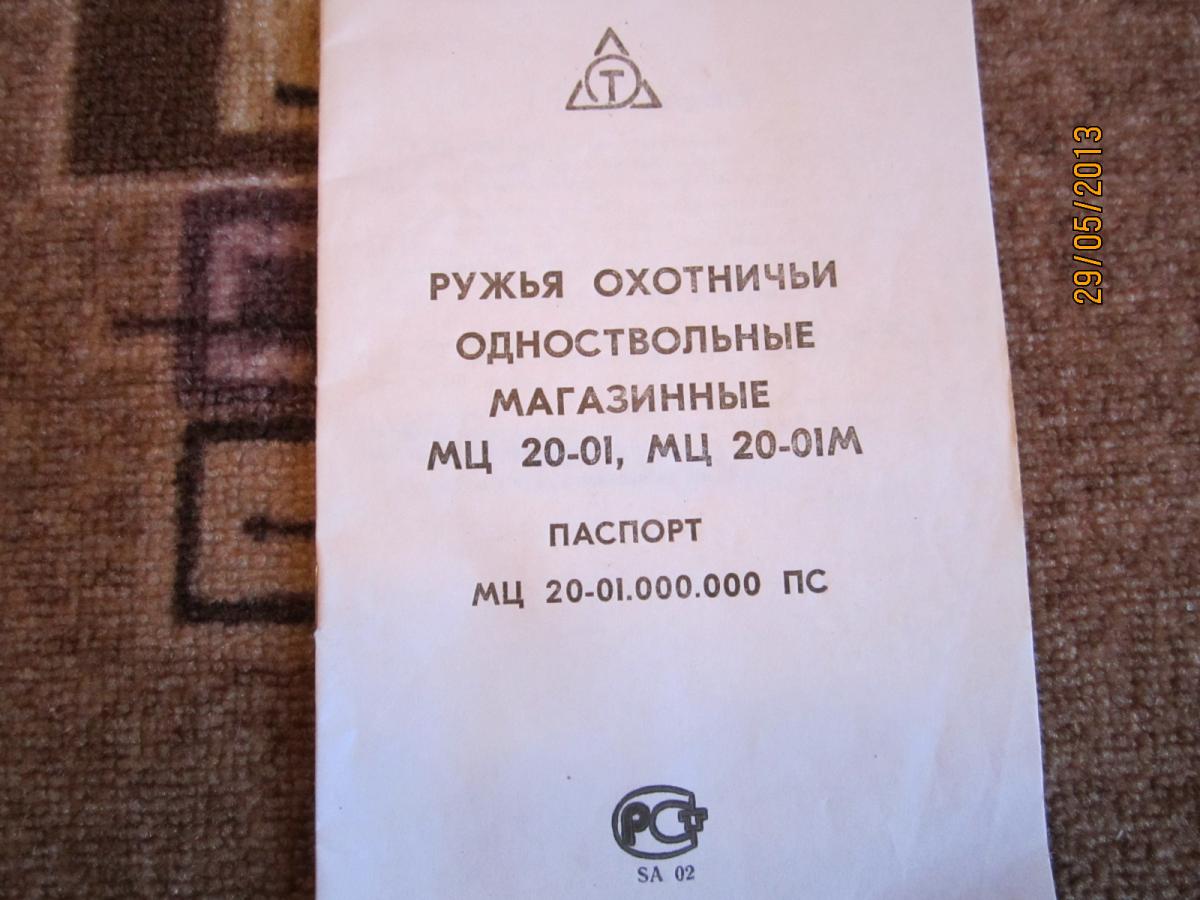 Т
РУЖЬЯ ОХОТНИЧЬИ
ОДНОСТВОЛЬНЫЕ
МАГАЗИННЫЕ
МЦ 20-01, МЦ 20-01М
ПАСПОРТ
МЦ 20-01.000.000 ПС
РСТ
SA 02
29/05/2013